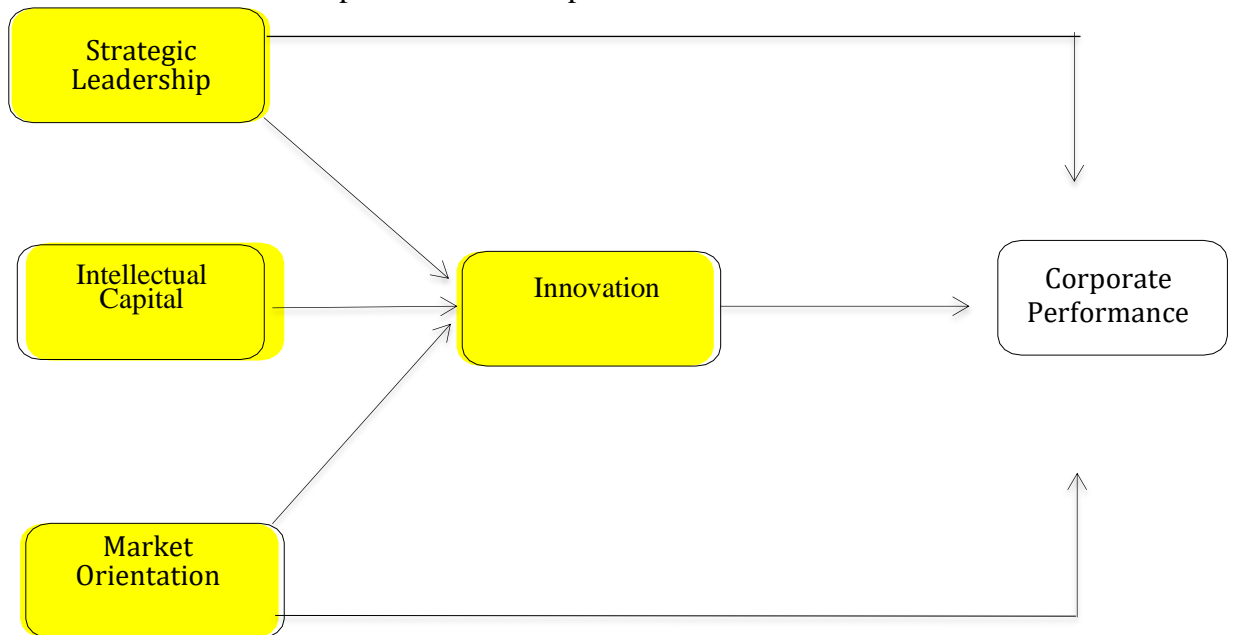 Strategic
Leadership
Intellectual
Capital
Innovation
Corporate
Performance
Market
Orientation